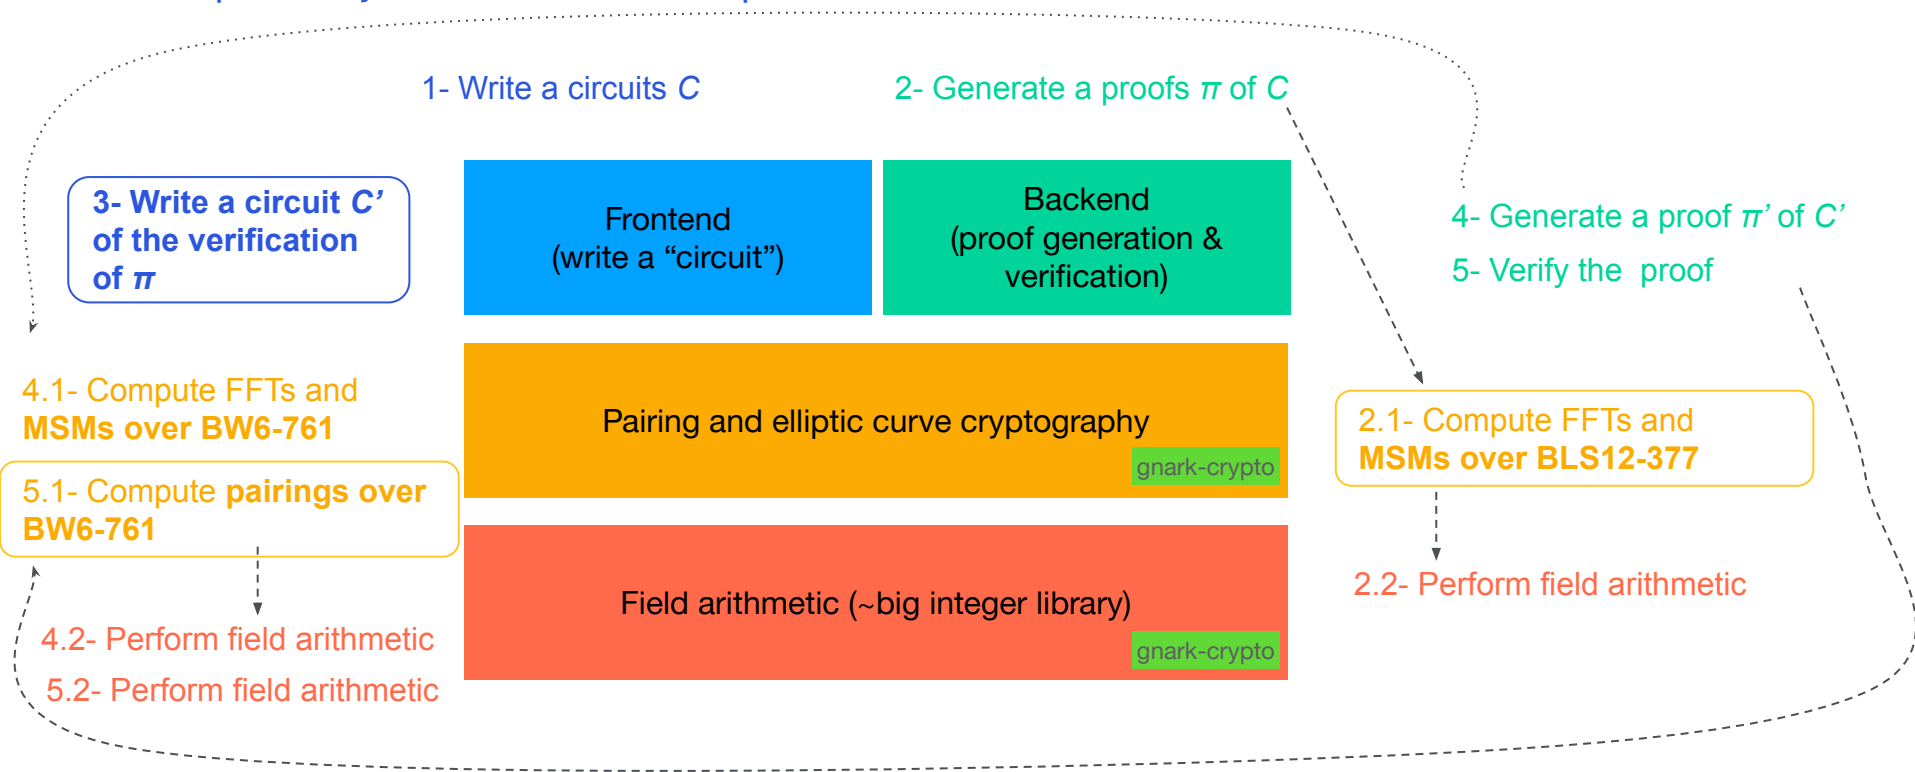 1- Write a circuits C
2- Generate a proofs π of C
3- Write a circuit C’
of the verification
of π
Frontend
(write a “circuit”)
Backend
(proof generation &
verification)
4- Generate a proof π’ of C’
5- Verify the  proof
4.1- Compute FFTs and
MSMs over BW6-761
5.1- Compute pairings over
BW6-761
Pairing and elliptic curve cryptography
gnark-crypto
2.1- Compute FFTs and
MSMs over BLS12-377
Field arithmetic (~big integer library)
gnark-crypto
2.2- Perform field arithmetic
4.2- Perform field arithmetic
5.2- Perform field arithmetic